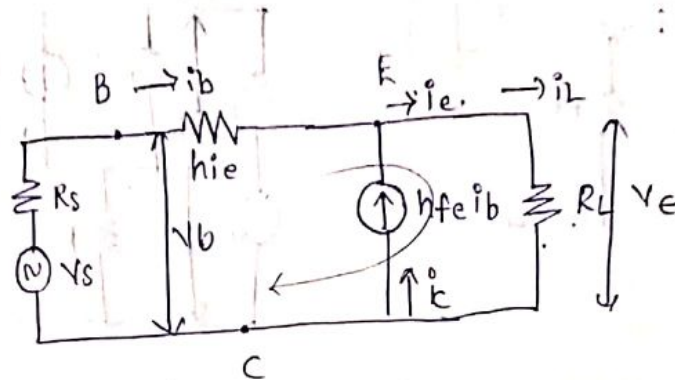 B → ib
E
→ ie. → iL
hie
Rs
Vs
Vb
hfeib
RL
VE
ic
C